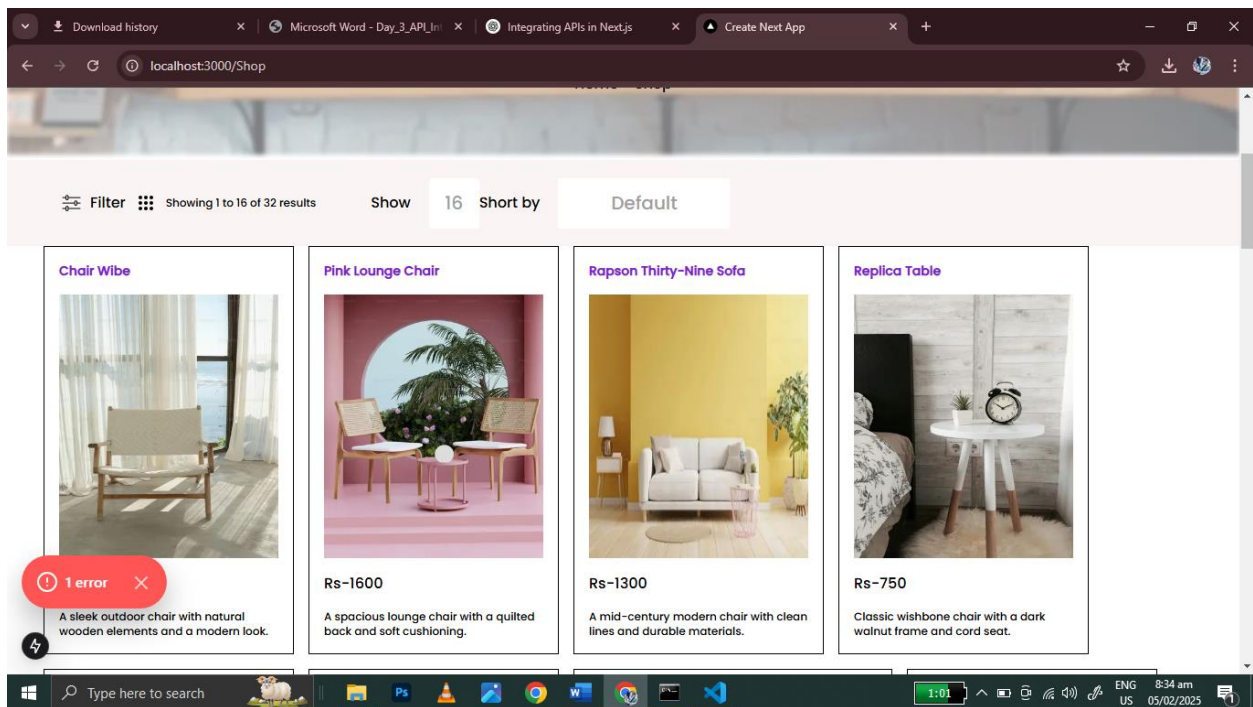 Download history
Microsoft Word - Day_3_API_Int
Integrating APIs in Next.js
Create Next App
localhost:3000/Shop
Filter
Showing 1 to 16 of 32 results
Show
16
Short by
Default
Chair Wibe
Pink Lounge Chair
Rapson Thirty-Nine Sofa
Replica Table
Rs-1600
Rs-1300
Rs-750
1 error
A sleek outdoor chair with natural
wooden elements and a modern look.
A spacious lounge chair with a quilted
back and soft cushioning.
A mid-century modern chair with clean
lines and durable materials.
Classic wishbone chair with a dark
walnut frame and cord seat.
Type here to search
Ps
1:01
ENG
US
8:34 am
05/02/2025
1